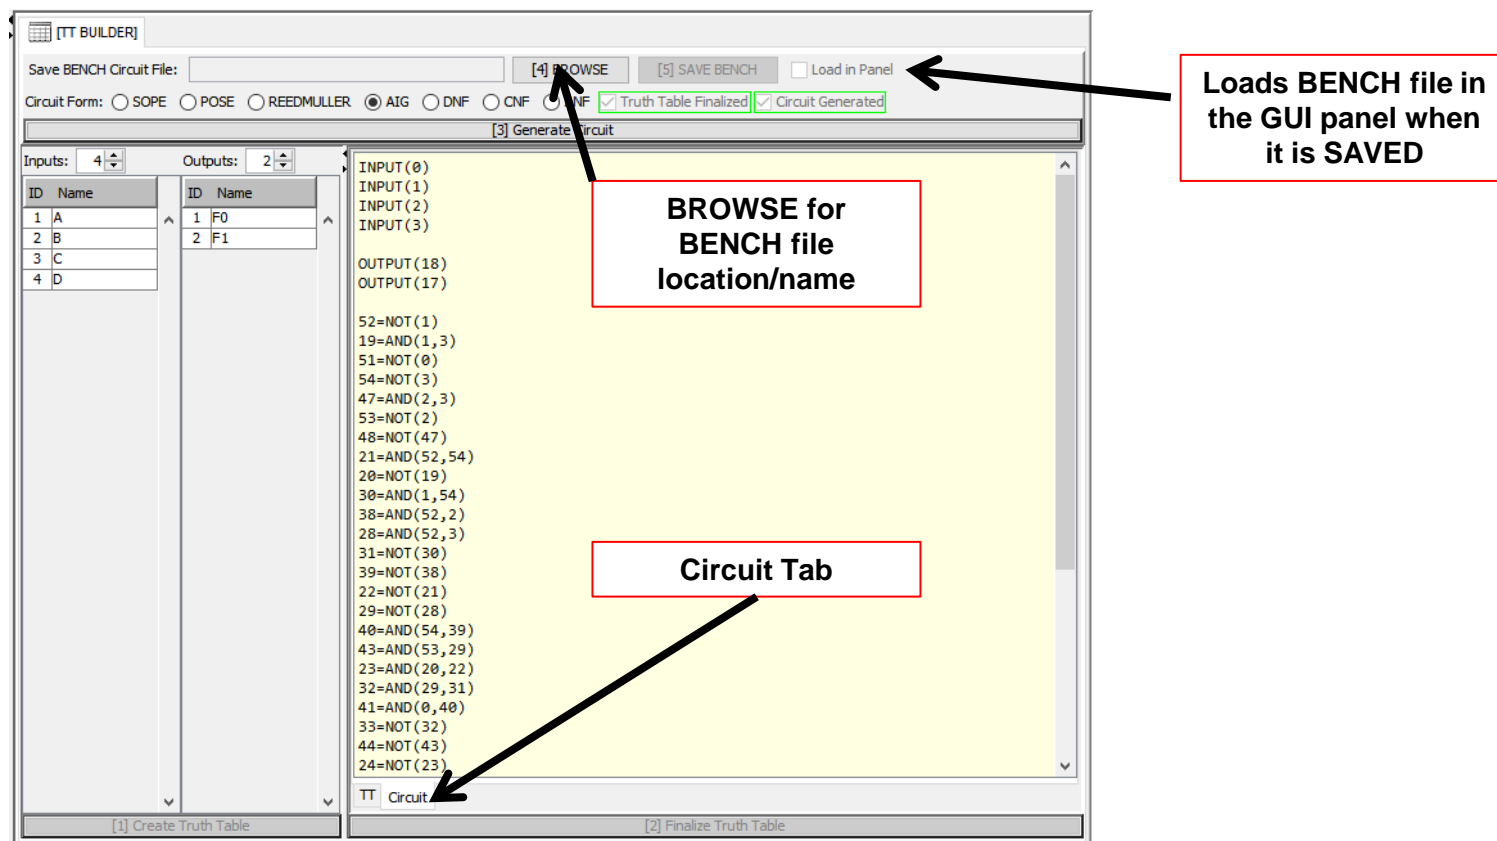 [TT BUILDER]
Save BENCH Circuit File: [4] BROWSE [5] SAVE BENCH Load in Panel
Circuit Form: SOPE POSE REEDMULLER AIG DNF CNF NF Truth Table Finalized Circuit Generated
[3] Generate Circuit
Loads BENCH file in
the GUI panel when
it is SAVED
Inputs: 4 Outputs: 2
ID Name
1 A
2 B
3 C
4 D
ID Name
1 F0
2 F1
INPUT(0)
INPUT(1)
INPUT(2)
INPUT(3)
OUTPUT(18)
OUTPUT(17)
52=NOT(1)
19=AND(1,3)
51=NOT(0)
54=NOT(3)
47=AND(2,3)
53=NOT(2)
48=NOT(47)
21=AND(52,54)
20=NOT(19)
30=AND(1,54)
38=AND(52,2)
28=AND(52,3)
31=NOT(30)
39=NOT(38)
22=NOT(21)
29=NOT(28)
40=AND(54,39)
43=AND(53,29)
23=AND(20,22)
32=AND(29,31)
41=AND(0,40)
33=NOT(32)
44=NOT(43)
24=NOT(23)
BROWSE for
BENCH file
location/name
Circuit Tab
TT Circuit
[1] Create Truth Table [2] Finalize Truth Table